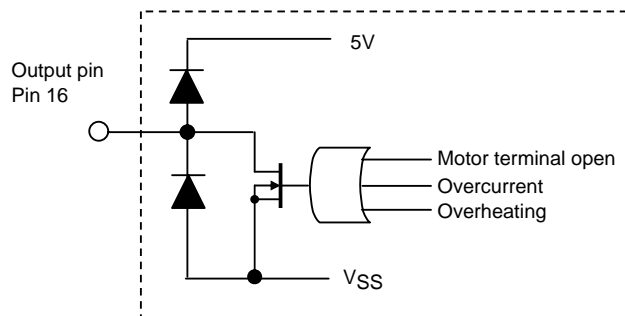 5V
Output pin
Pin 16
Motor terminal open
Overcurrent
Overheating
VSS